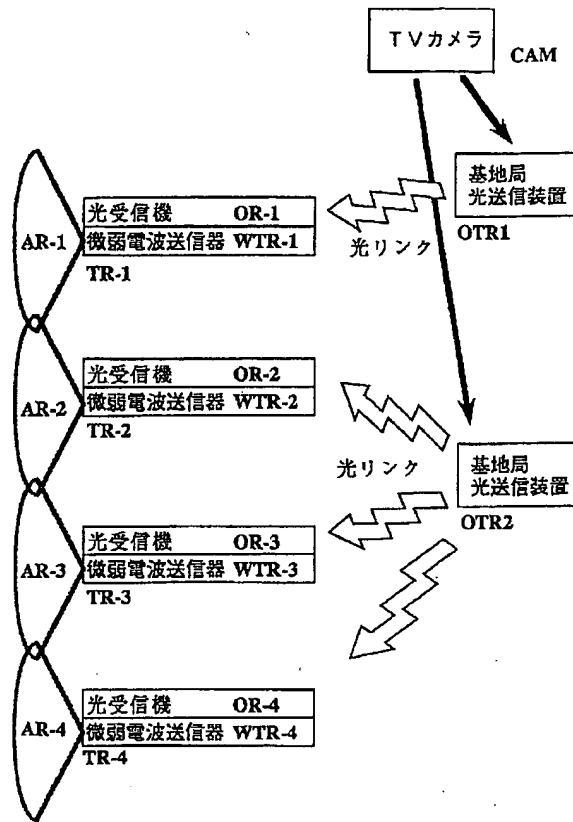 TVカメラ
CAM
基地局
光送信装置
OTR1
光受信機 OR-1
微弱電波送信器 WTR-1
TR-1
AR-1
光リンク
光受信機 OR-2
微弱電波送信器 WTR-2
TR-2
AR-2
光リンク
基地局
光送信装置
OTR2
光受信機 OR-3
微弱電波送信器 WTR-3
TR-3
AR-3
光受信機 OR-4
微弱電波送信器 WTR-4
TR-4
AR-4